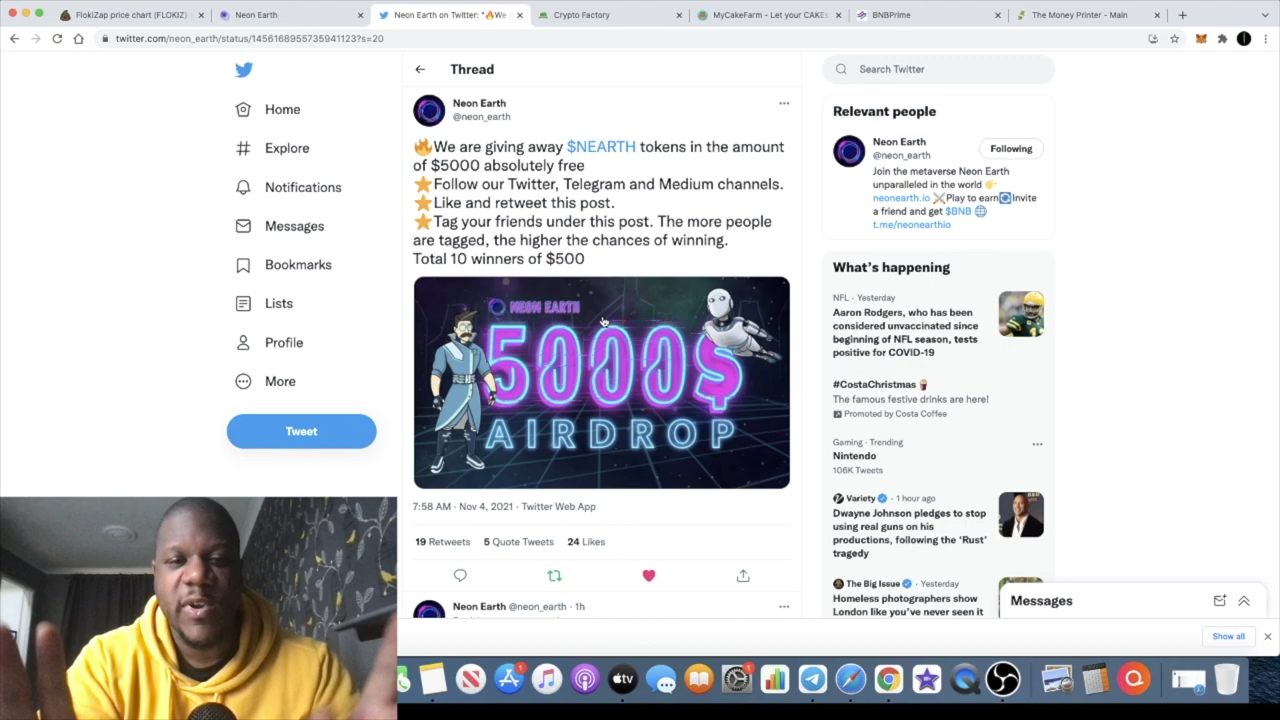 FlokiZap price chart (FLOKIZ)
Neon Earth
Neon Earth on Twitter: "🔥We
Crypto Factory
MyCakeFarm - Let your CAKEs
BNBPrime
The Money Printer - Main
twitter.com/neon_earth/status/1456168955735941123?s=20
Home
Explore
Notifications
Messages
Bookmarks
Lists
Profile
More
Tweet
Thread
Neon Earth
@neon_earth
🔥We are giving away $NEARTH tokens in the amount
of $5000 absolutely free
⭐Follow our Twitter, Telegram and Medium channels.
⭐Like and retweet this post.
⭐Tag your friends under this post. The more people
are tagged, the higher the chances of winning.
Total 10 winners of $500
NEON EARTH
5000$
AIRDROP
7:58 AM · Nov 4, 2021 · Twitter Web App
19 Retweets 5 Quote Tweets 24 Likes
Neon Earth @neon_earth · 1h
Search Twitter
Relevant people
Neon Earth
@neon_earth
Following
Join the metaverse Neon Earth
unparalleled in the world 👉
neonearth.io ⚔️Play to earn🔄Invite
a friend and get $BNB 🌐
t.me/neonearthio
What's happening
NFL · Yesterday
Aaron Rodgers, who has been
considered unvaccinated since
beginning of NFL season, tests
positive for COVID-19
#CostaChristmas
The famous festive drinks are here!
Promoted by Costa Coffee
Gaming · Trending
Nintendo
106K Tweets
Variety · 1 hour ago
Dwayne Johnson pledges to stop
using real guns on his
productions, following the 'Rust'
tragedy
The Big Issue · Yesterday
Homeless photographers show
London like you've never seen it
Messages
Show all
1
tv
1